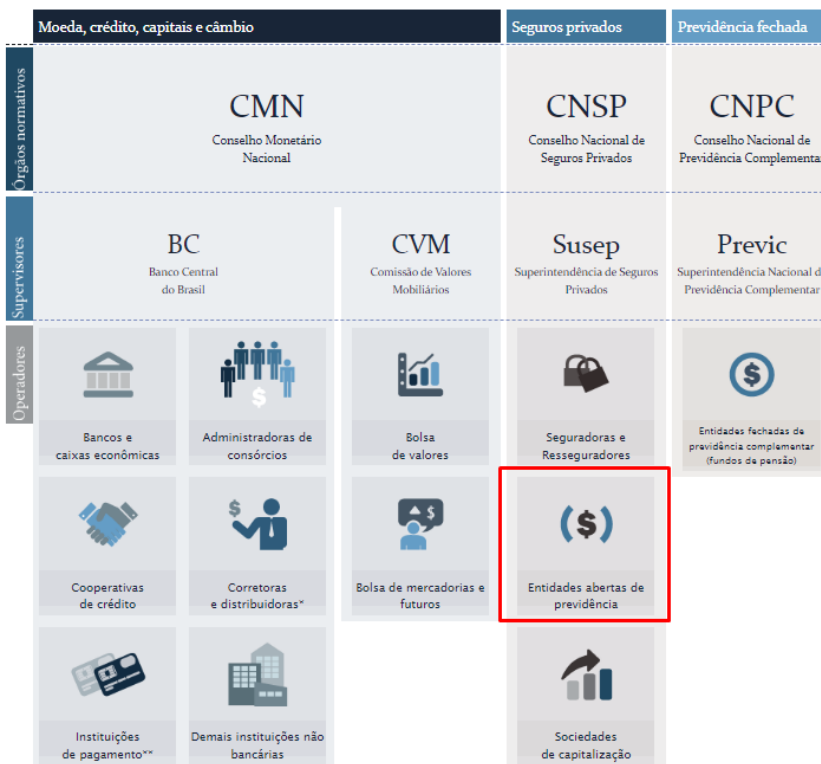 Moeda, crédito, capitais e câmbio
Seguros privados
Previdência fechada
Órgãos normativos
CMN
Conselho Monetário
Nacional
CNSP
Conselho Nacional de
Seguros Privados
CNPC
Conselho Nacional de
Previdência Complementa
Supervisores
BC
Banco Central
do Brasil
CVM
Comissão de Valores
Mobiliários
Susep
Superintendência de Seguros
Privados
Previc
Superintendência Nacional d
Previdência Complementar
Operadores
Bancos e
caixas econômicas
Administradoras de
consórcios
Bolsa
de valores
Seguradoras e
Resseguradores
Entidades fechadas de
previdência complementar
(fundos de pensão)
Cooperativas
de crédito
Corretoras
e distribuidoras*
Bolsa de mercadorias e
futuros
Entidades abertas de
previdência
Instituições
de pagamento**
Demais instituições não
bancárias
Sociedades
de capitalização